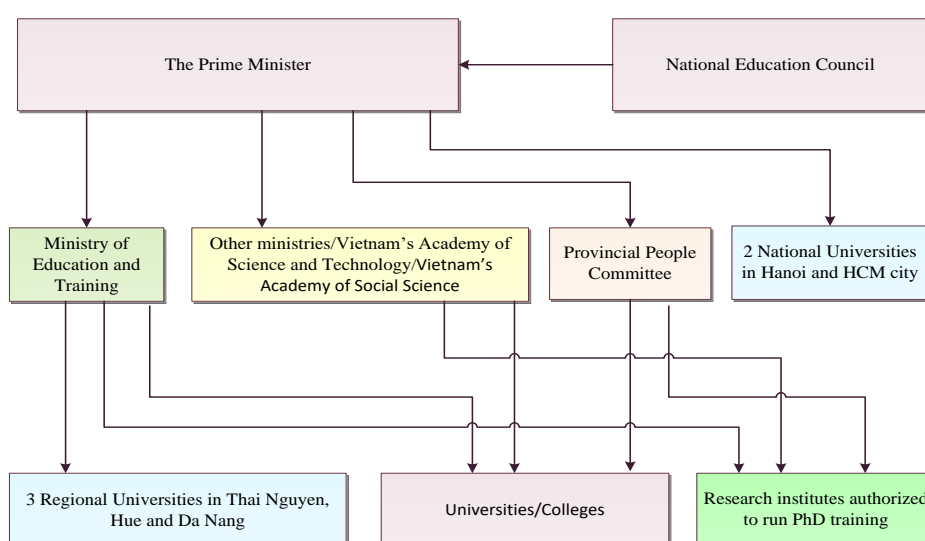 The Prime Minister
National Education Council
Ministry of
Education and
Training
Other ministries/Vietnam's Academy of
Science and Technology/Vietnam's
Academy of Social Science
Provincial People
Committee
2 National Universities
in Hanoi and HCM city
3 Regional Universities in Thai Nguyen,
Hue and Da Nang
Universities/Colleges
Research institutes authorized
to run PhD training